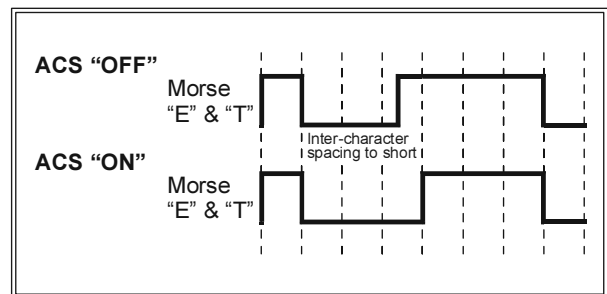 ACS “OFF”
Morse
“E” & “T”
Inter-character
spacing to short
ACS “ON”
Morse
“E” & “T”